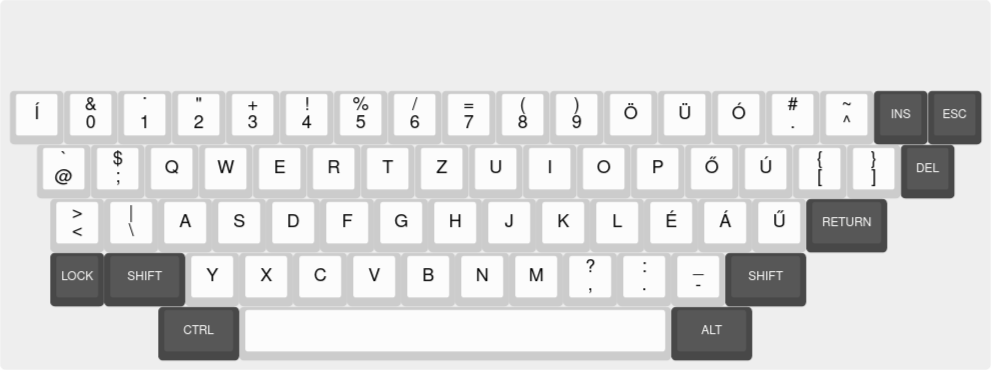 Í & ˙ " + ! % / = ( ) Ö Ü Ó # ~ INS ESC
0 1 2 3 4 5 6 7 8 9 . ^
` $ Q W E R T Z U I O P Ő Ú { } DEL
@ ; [ ]
> | A S D F G H J K L É Á Ű RETURN
< \
LOCK SHIFT Y X C V B N M ? : _ SHIFT
, . -
CTRL ALT